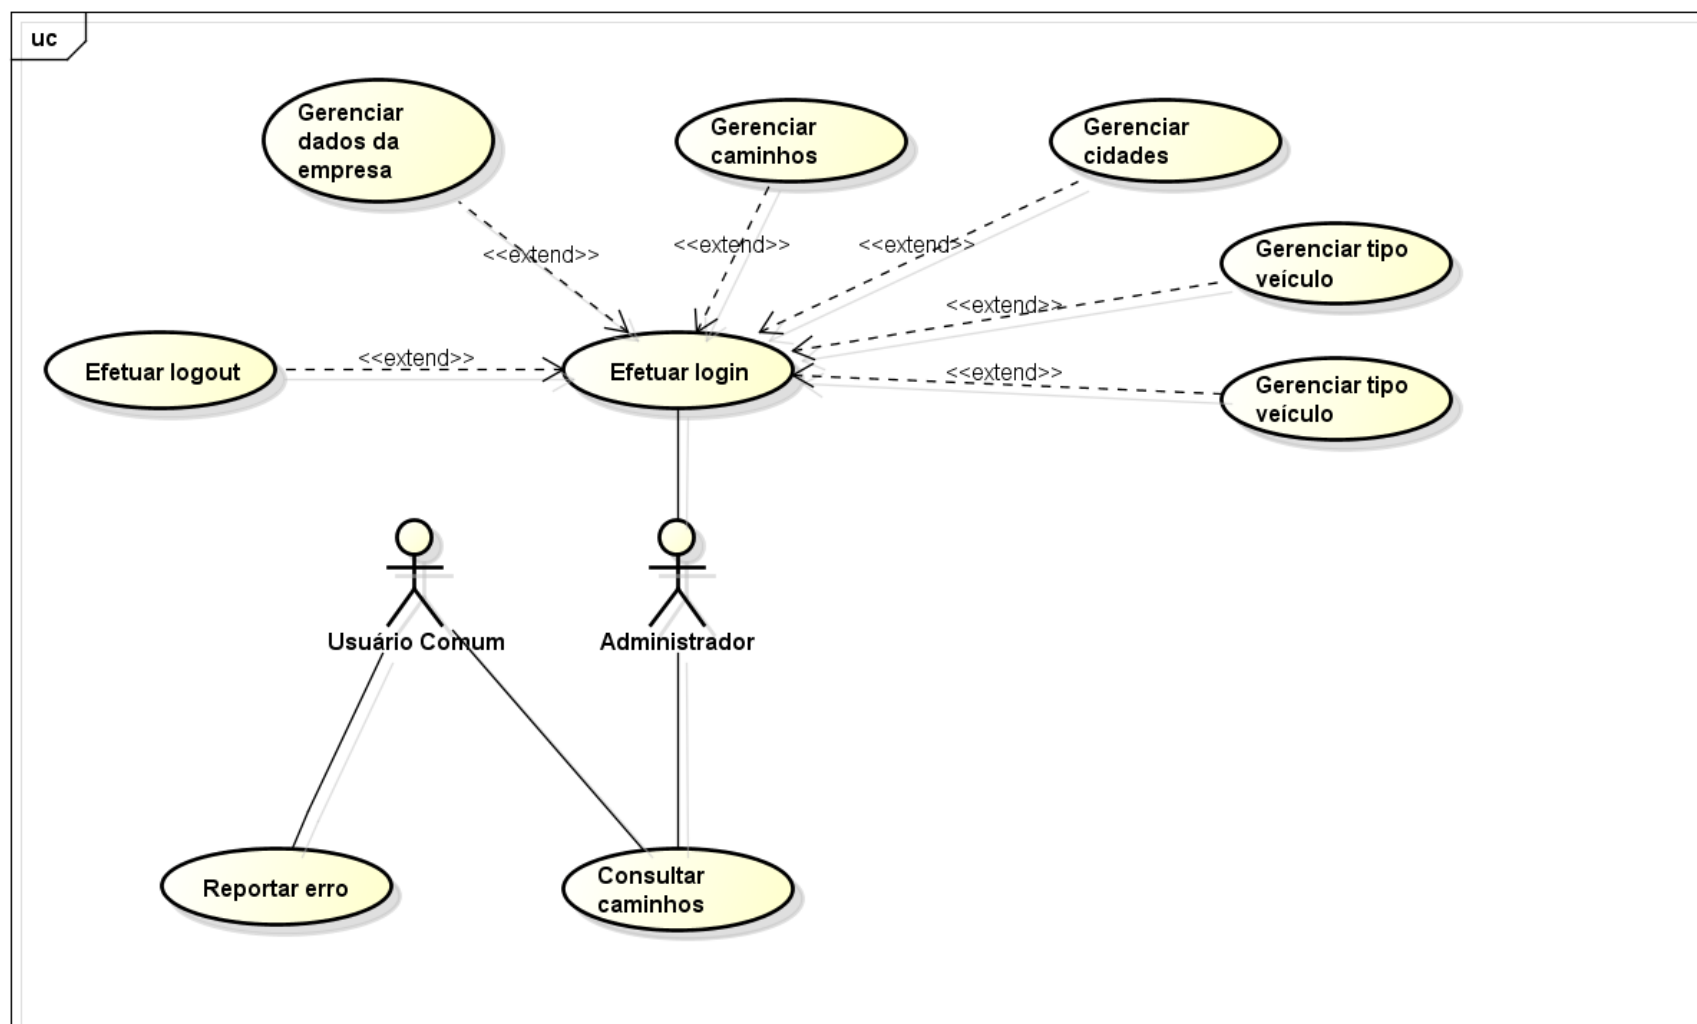 uc
Gerenciar
dados da
empresa
Gerenciar
caminhos
Gerenciar
cidades
<<extend>>
<<extend>>
<<extend>>
Gerenciar tipo
veículo
<<extend>>
Efetuar logout
<<extend>>
Efetuar login
<<extend>>
Gerenciar tipo
veículo
Usuário Comum
Administrador
Reportar erro
Consultar
caminhos